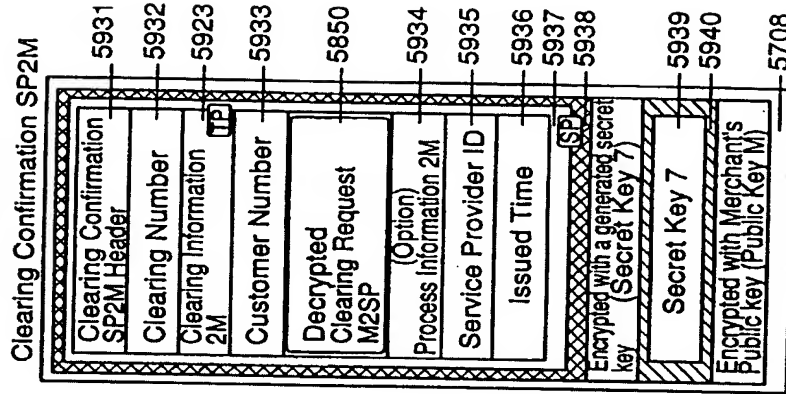 Clearing Confirmation SP2M
Clearing Confirmation
SP2M Header
5931
Clearing Number
5932
Clearing Information
2M
TP
5923
Customer Number
5933
Decrypted
Clearing Request
M2SP
5850
(Option)
Process Information 2M
5934
Service Provider ID
5935
Issued Time
5936
5937
SP
5938
Encrypted with a generated secret
key (Secret Key 7)
Secret Key 7
5939
5940
Encrypted with Merchant's
Public key (Public Key M)
5708